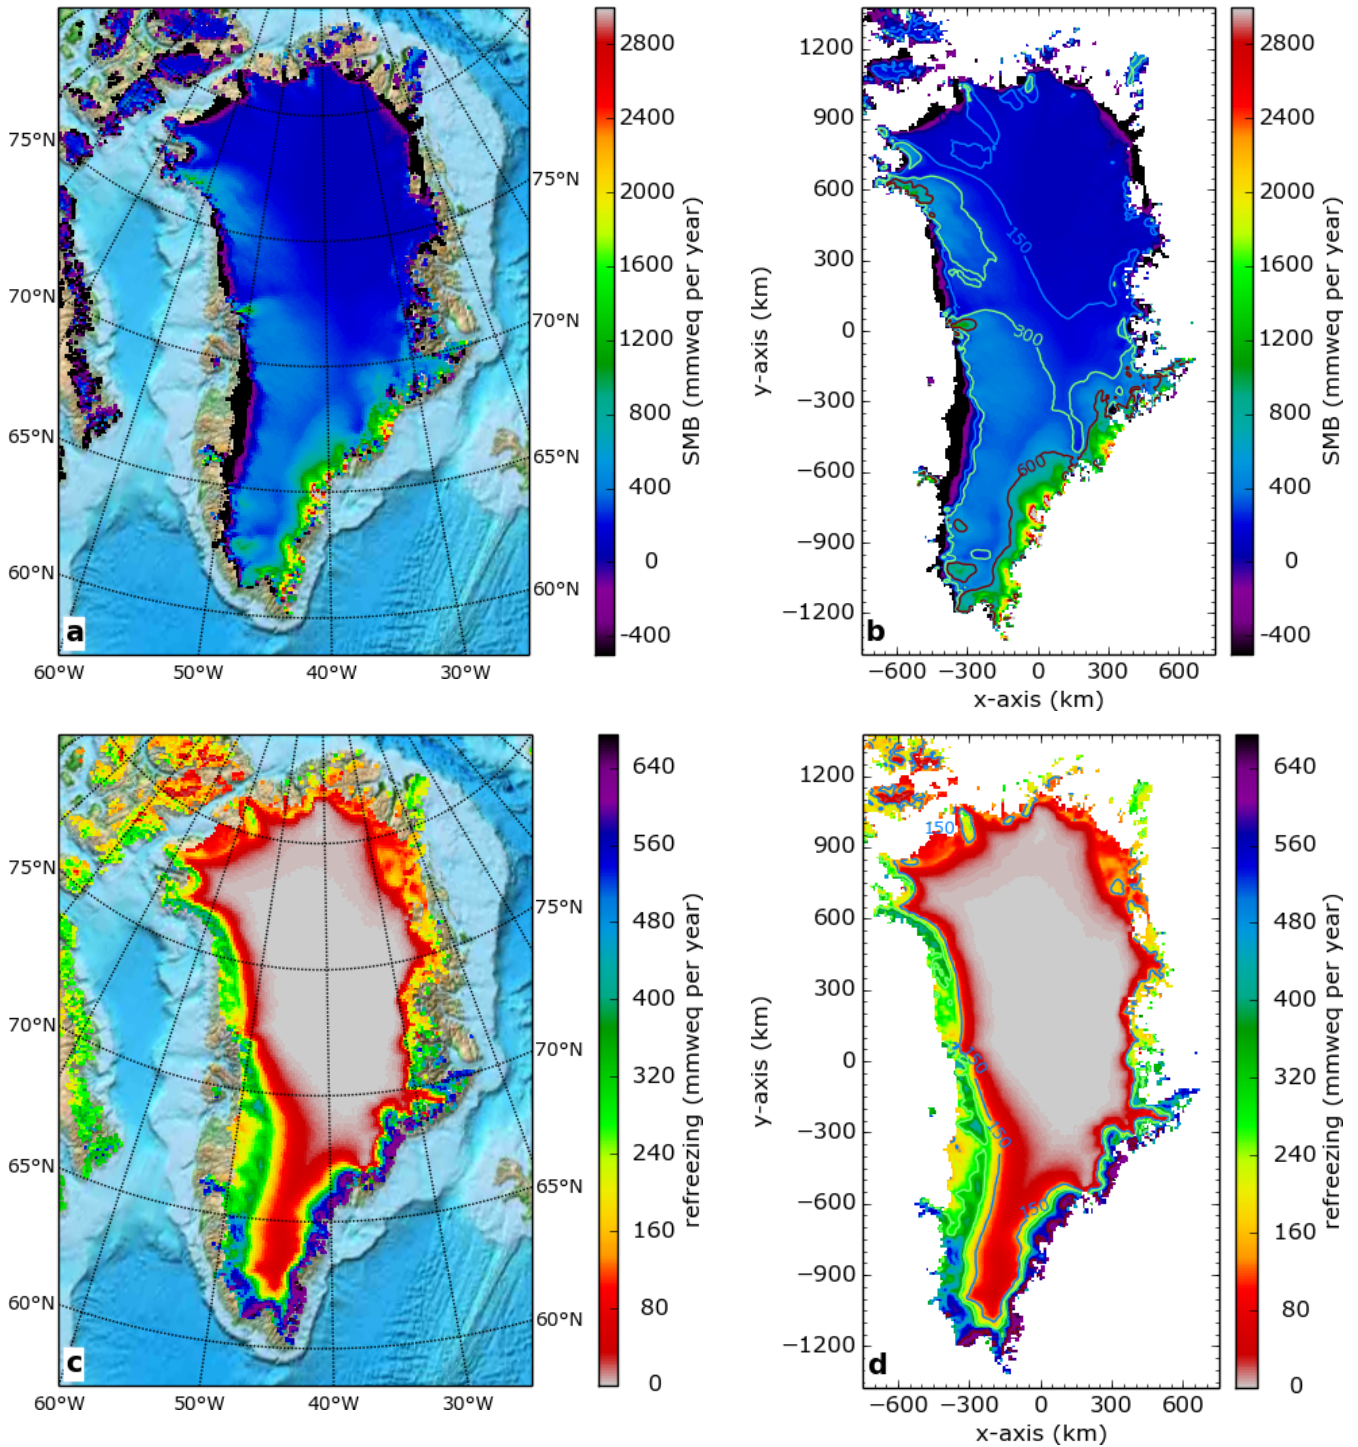 75°N
70°N
65°N
60°N
60°W
50°W
40°W
30°W
75°N
70°N
65°N
60°N
a
2800
2400
2000
1600
1200
800
400
0
-400
SMB (mmweq per year)
1200
900
600
300
0
−300
−600
−900
−1200
y-axis (km)
150
300
600
b
−600
−300
0
300
600
x-axis (km)
2800
2400
2000
1600
1200
800
400
0
-400
SMB (mmweq per year)
75°N
70°N
65°N
60°N
60°W
50°W
40°W
30°W
75°N
70°N
65°N
60°N
c
640
560
480
400
320
240
160
80
0
refreezing (mmweq per year)
1200
900
600
300
0
−300
−600
−900
−1200
y-axis (km)
150
150
150
150
d
−600
−300
0
300
600
x-axis (km)
640
560
480
400
320
240
160
80
0
refreezing (mmweq per year)